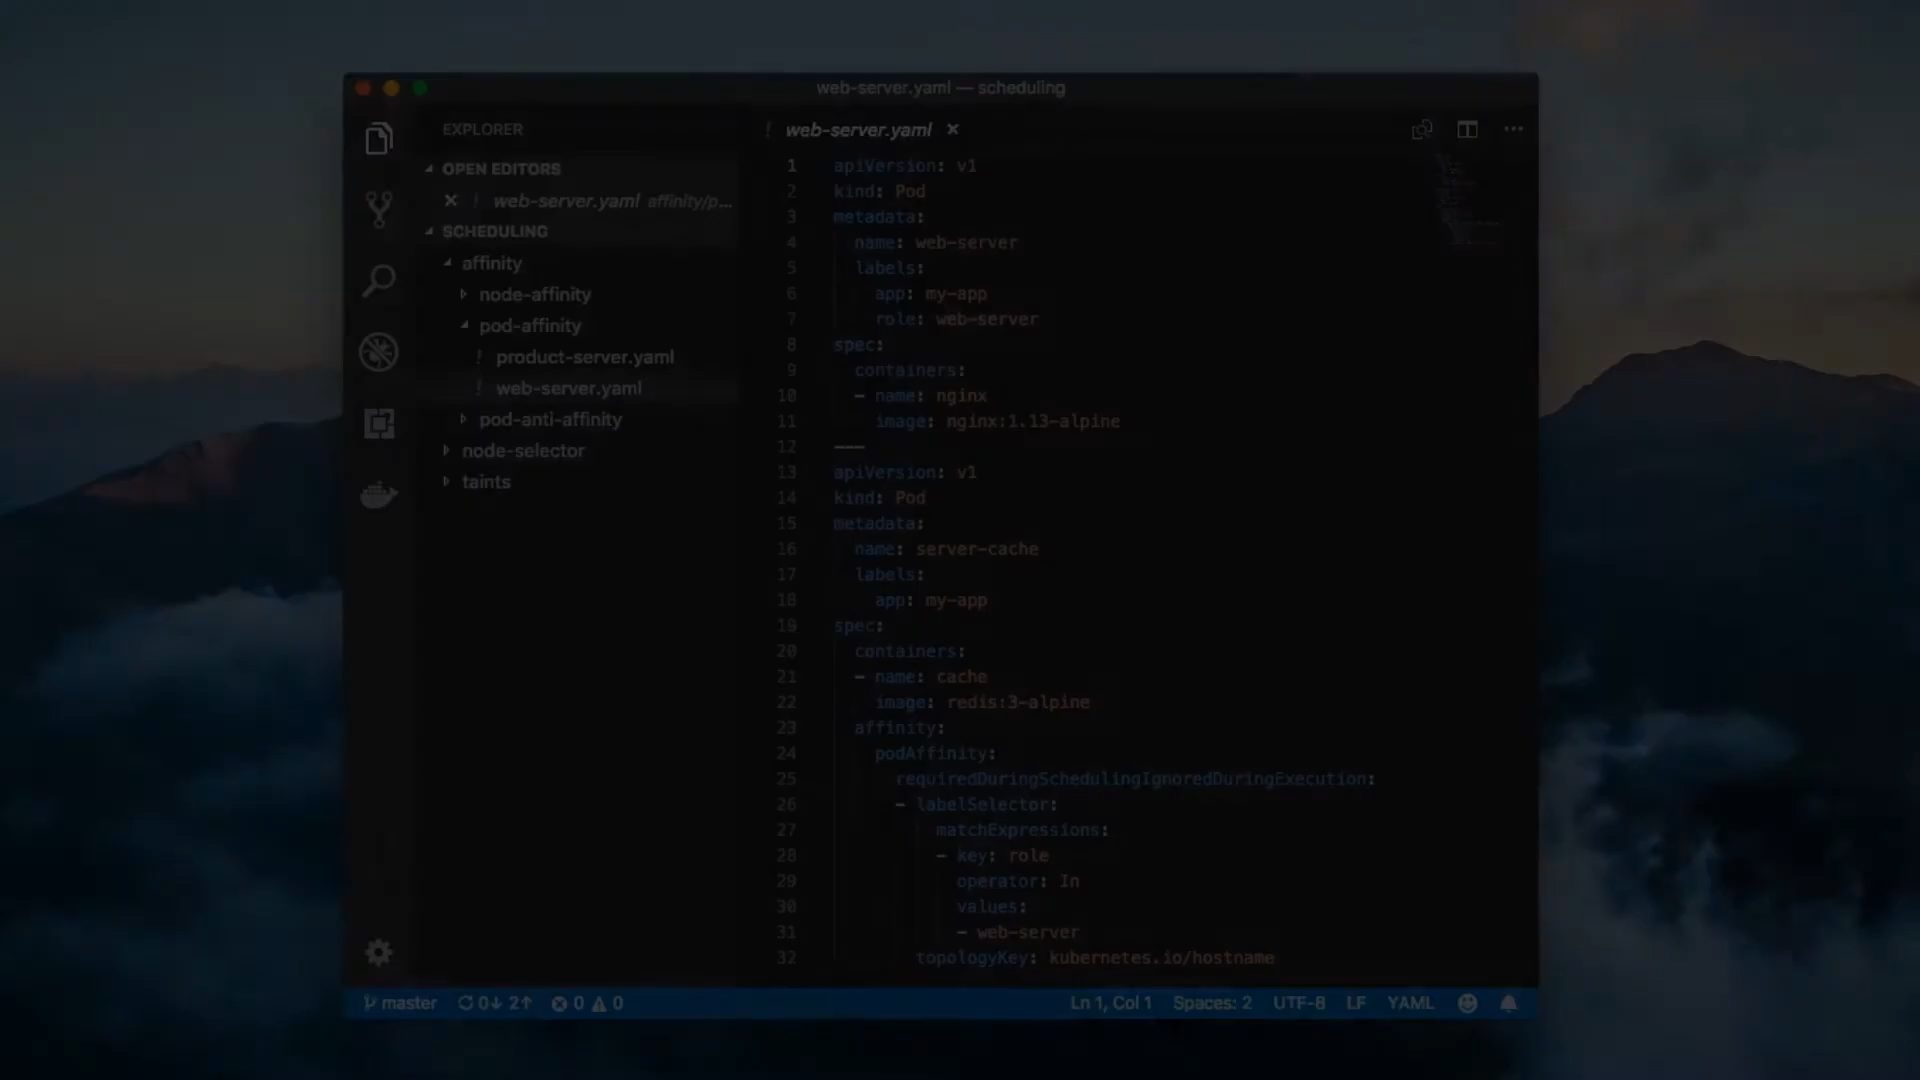 web-server.yaml — scheduling
EXPLORER
OPEN EDITORS
web-server.yaml affinity/p...
SCHEDULING
affinity
node-affinity
pod-affinity
! product-server.yaml
! web-server.yaml
pod-anti-affinity
node-selector
taints
! web-server.yaml ×
1 apiVersion: v1
2 kind: Pod
3 metadata:
4 name: web-server
5 labels:
6 app: my-app
7 role: web-server
8 spec:
9 containers:
10 - name: nginx
11 image: nginx:1.13-alpine
12 ---
13 apiVersion: v1
14 kind: Pod
15 metadata:
16 name: server-cache
17 labels:
18 app: my-app
19 spec:
20 containers:
21 - name: cache
22 image: redis:3-alpine
23 affinity:
24 podAffinity:
25 requiredDuringSchedulingIgnoredDuringExecution:
26 - labelSelector:
27 matchExpressions:
28 - key: role
29 operator: In
30 values:
31 - web-server
32 topologyKey: kubernetes.io/hostname
master 0↓ 2↑ 0 0 Ln 1, Col 1 Spaces: 2 UTF-8 LF YAML